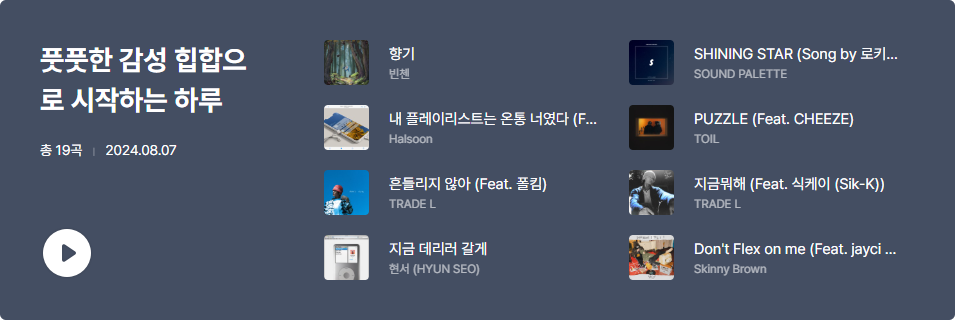 풋풋한 감성 힙합으
로 시작하는 하루
총 19곡 | 2024.08.07
향기
빈첸
내 플레이리스트는 온통 너였다 (F...
Halsoon
흔들리지 않아 (Feat. 폴킴)
TRADE L
지금 데리러 갈게
현서 (HYUN SEO)
SHINING STAR (Song by 로키...
SOUND PALETTE
PUZZLE (Feat. CHEEZE)
TOIL
지금뭐해 (Feat. 식케이 (Sik-K))
TRADE L
Don't Flex on me (Feat. jayci ...
Skinny Brown